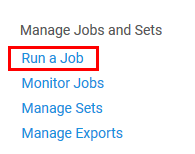 Manage Jobs and Sets
Run a Job
Monitor Jobs
Manage Sets
Manage Exports